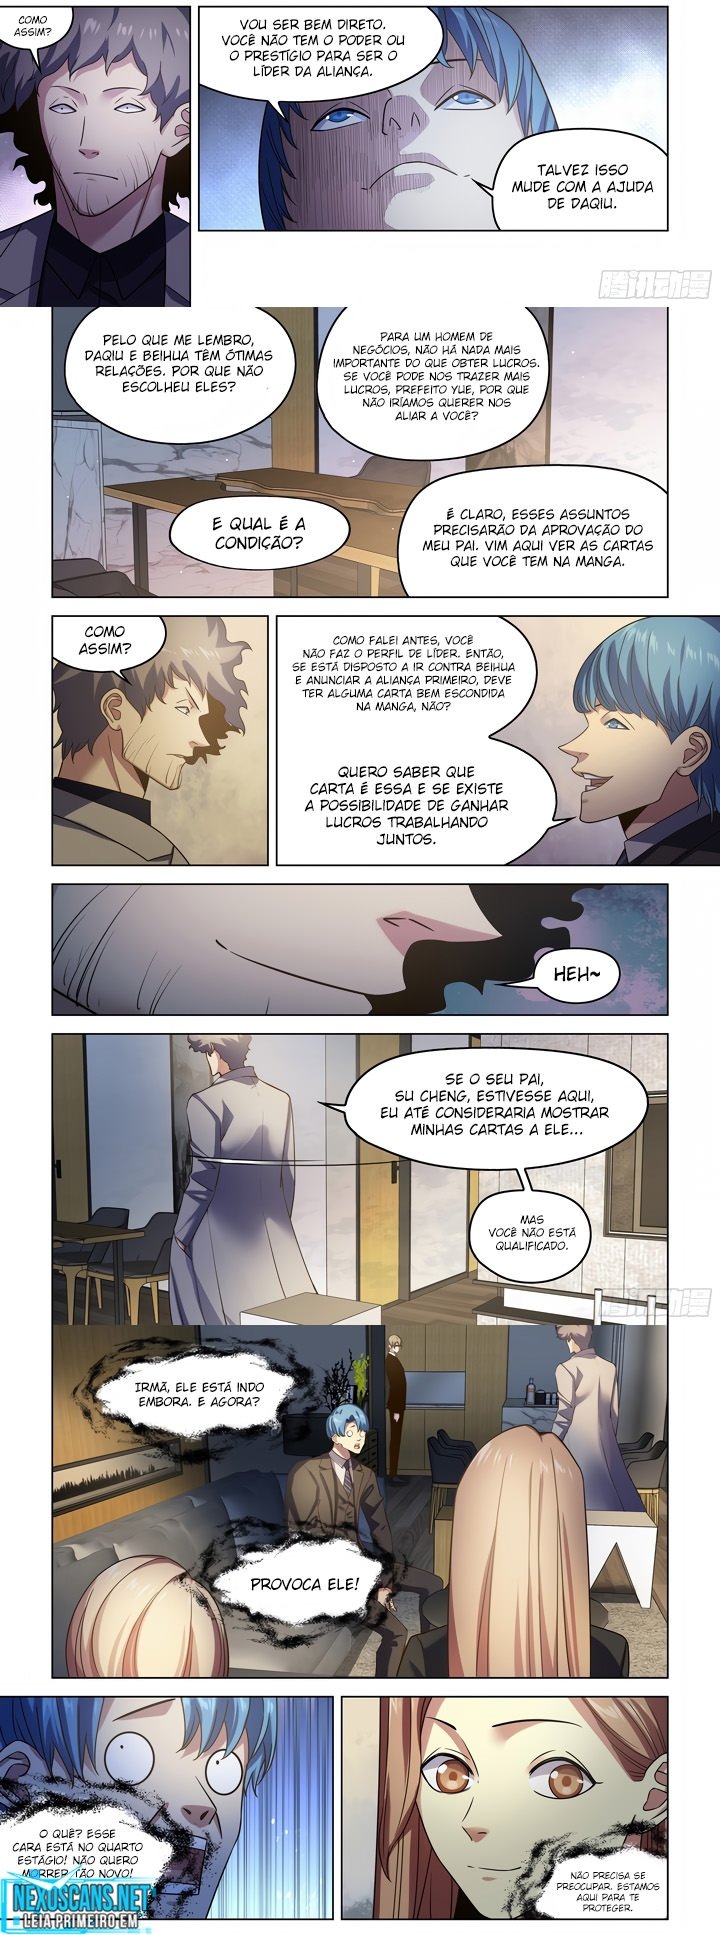 COMO
ASSIM?
VOU SER BEM DIRETO.
VOCÊ NÃO TEM O PODER OU
O PRESTÍGIO PARA SER O
LÍDER DA ALIANÇA.
TALVEZ ISSO
MUDE COM A AJUDA
DE DAQIU.
腾讯动漫
PELO QUE ME LEMBRO,
DAQIU E BEIHUA TÊM ÓTIMAS
RELAÇÕES. POR QUE NÃO
ESCOLHEU ELES?
PARA UM HOMEM DE
NEGÓCIOS, NÃO HÁ NADA MAIS
IMPORTANTE DO QUE OBTER LUCROS.
SE VOCÊ PODE NOS TRAZER MAIS
LUCROS, PREFEITO YUE, POR QUE
NÃO IRÍAMOS QUERER NOS
ALIAR A VOCÊ?
E QUAL É A
CONDIÇÃO?
É CLARO, ESSES ASSUNTOS
PRECISARÃO DA APROVAÇÃO DO
MEU PAI. VIM AQUI VER AS CARTAS
QUE VOCÊ TEM NA MANGA.
COMO
ASSIM?
COMO FALEI ANTES, VOCÊ
NÃO FAZ O PERFIL DE LÍDER. ENTÃO,
SE ESTÁ DISPOSTO A IR CONTRA BEIHUA
E ANUNCIAR A ALIANÇA PRIMEIRO, DEVE
TER ALGUMA CARTA BEM ESCONDIDA
NA MANGA, NÃO?
QUERO SABER QUE
CARTA É ESSA E SE EXISTE
A POSSIBILIDADE DE GANHAR
LUCROS TRABALHANDO
JUNTOS.
HEH~
SE O SEU PAI,
SU CHENG, ESTIVESSE AQUI,
EU ATÉ CONSIDERARIA MOSTRAR
MINHAS CARTAS A ELE...
MAS
VOCÊ NÃO ESTÁ
QUALIFICADO.
IRMÃ, ELE ESTÁ INDO
EMBORA. E AGORA?
PROVOCA ELE!
O QUÊ? ESSE
CARA ESTÁ NO QUARTO
ESTÁGIO! NÃO QUERO
MORRER TÃO NOVO!
NÃO PRECISA SE
PREOCUPAR. ESTAMOS
AQUI PARA TE
PROTEGER.
NEXOSCANS.NET
LEIA PRIMEIRO EM